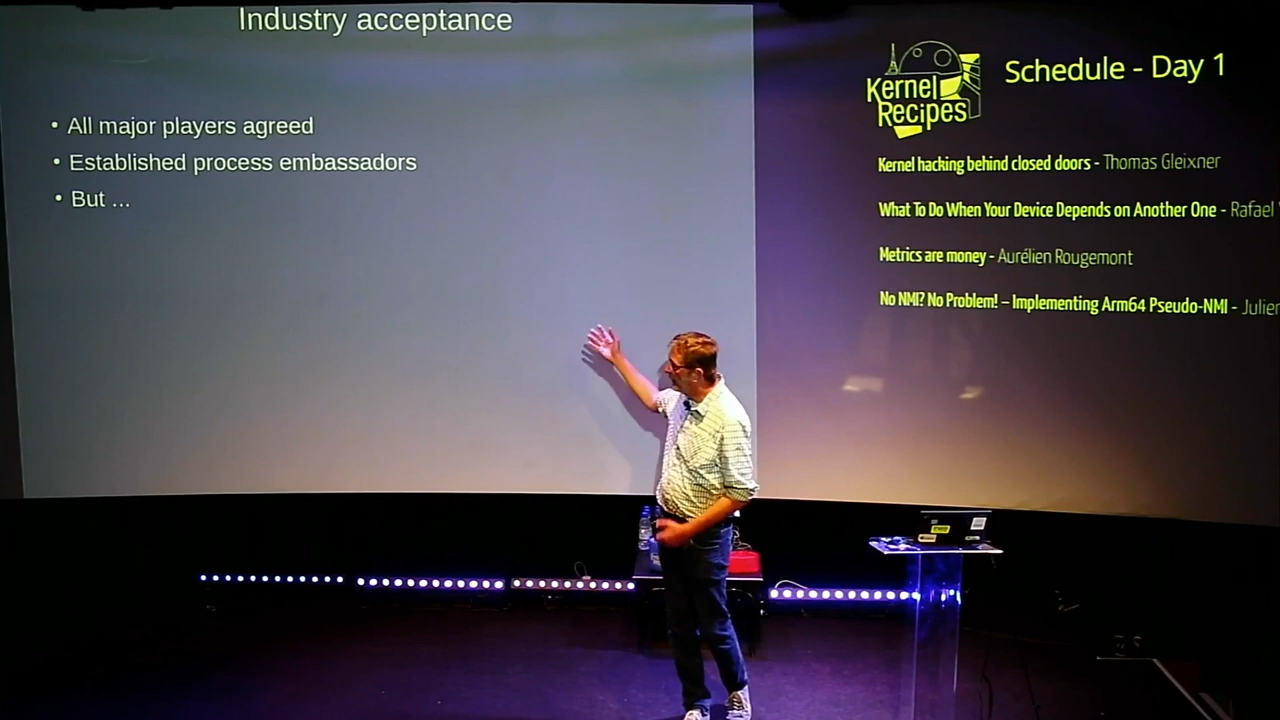 Industry acceptance
• All major players agreed
• Established process embassadors
• But ...
Kernel
Recipes
Schedule - Day 1
Kernel hacking behind closed doors - Thomas Gleixner
What To Do When Your Device Depends on Another One - Rafael
Metrics are money - Aurélien Rougemont
No NMI? No Problem! – Implementing Arm64 Pseudo-NMI - Julien